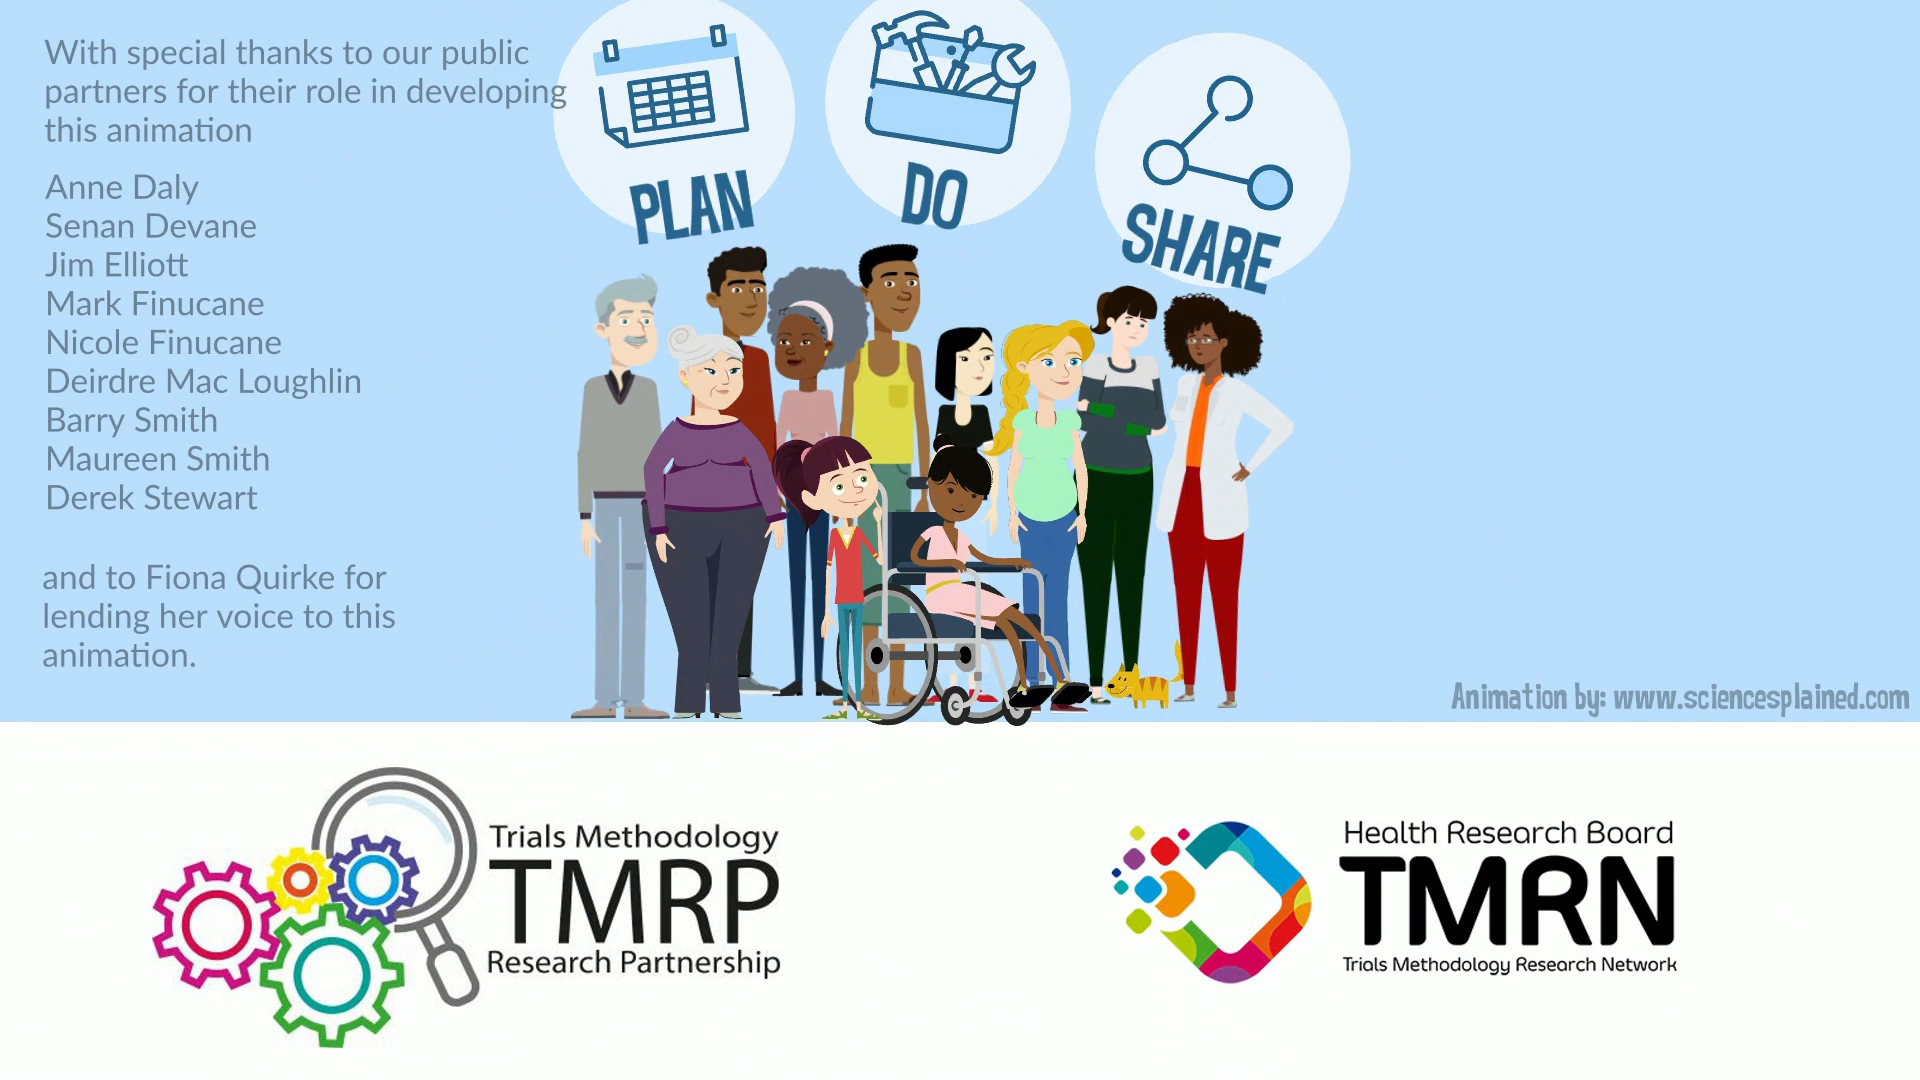 With special thanks to our public
partners for their role in developing
this animation
Anne Daly
Senan Devane
Jim Elliott
Mark Finucane
Nicole Finucane
Deirdre Mac Loughlin
Barry Smith
Maureen Smith
Derek Stewart
and to Fiona Quirke for
lending her voice to this
animation.
PLAN
DO
SHARE
Animation by: www.sciencesplained.com
Trials Methodology
TMRP
Research Partnership
Health Research Board
TMRN
Trials Methodology Research Network